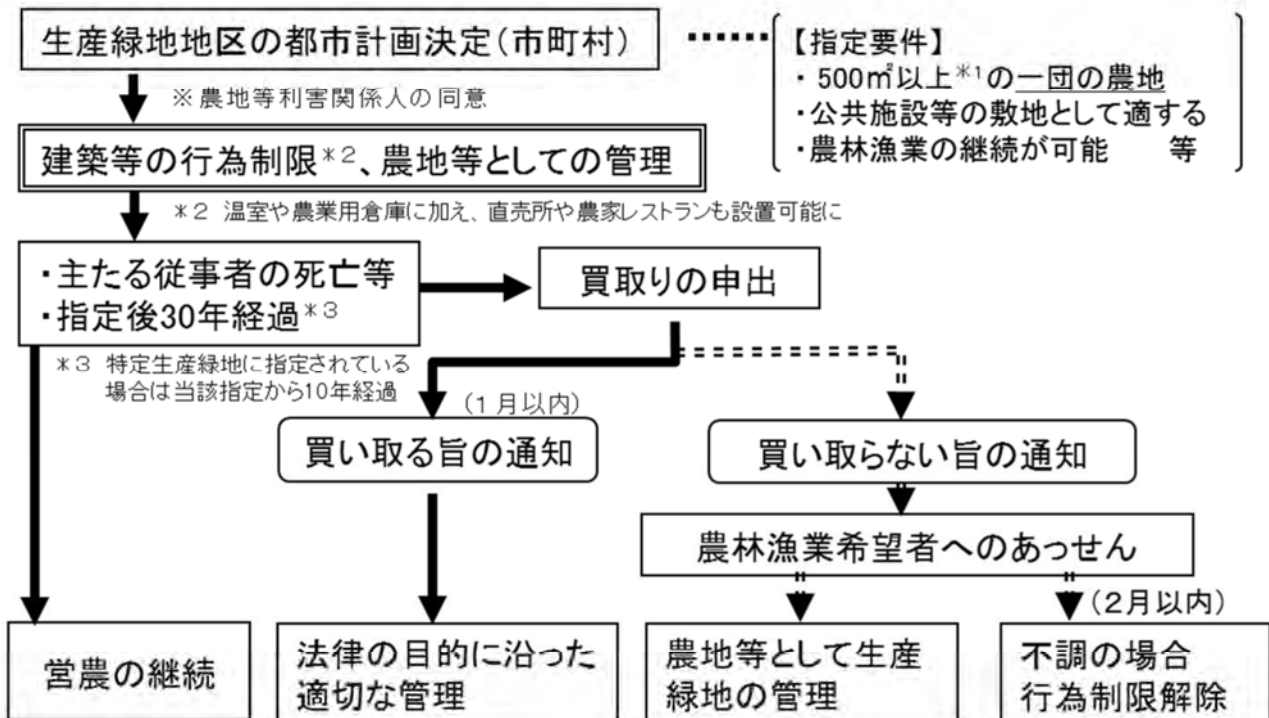 生産緑地地区の都市計画決定(市町村)
【指定要件】
・500㎡以上*1の一団の農地
・公共施設等の敷地として適する
・農林漁業の継続が可能　等
※農地等利害関係人の同意
建築等の行為制限*2、農地等としての管理
*2 温室や農業用倉庫に加え、直売所や農家レストランも設置可能に
・主たる従事者の死亡等
・指定後30年経過*3
買取りの申出
*3 特定生産緑地に指定されている
場合は当該指定から10年経過
(1月以内)
買い取る旨の通知
買い取らない旨の通知
農林漁業希望者へのあっせん
(2月以内)
営農の継続
法律の目的に沿った
適切な管理
農地等として生産
緑地の管理
不調の場合
行為制限解除